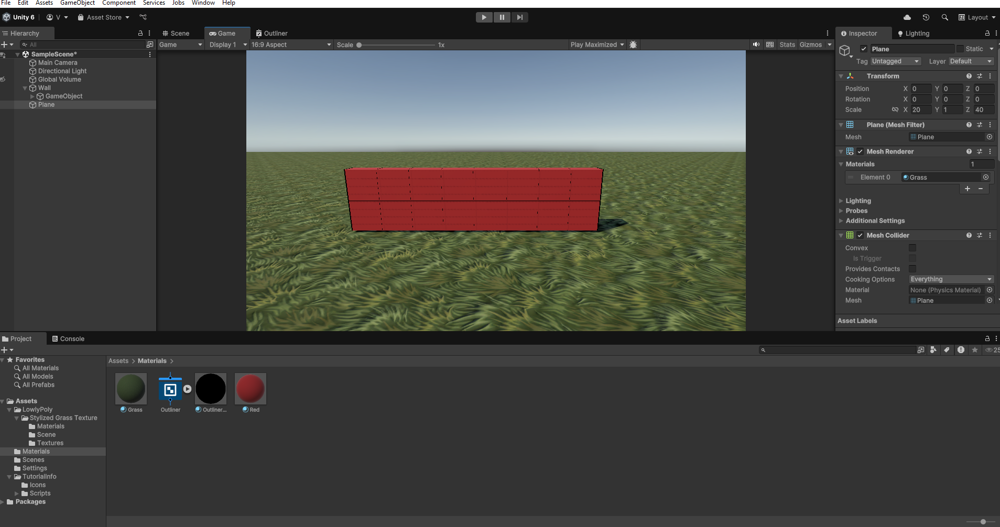 File Edit Assets GameObject Component Services Jobs Window Help
Unity 6 V Asset Store Layout
Hierarchy
All
SampleScene*
Main Camera
Directional Light
Global Volume
Wall
GameObject
Plane
Scene Game Outliner
Game Display 1 16:9 Aspect Scale 1x Play Maximized Stats Gizmos
Inspector Lighting
Plane Static
Tag Untagged Layer Default
Transform
Position X 0 Y 0 Z 0
Rotation X 0 Y 0 Z 0
Scale X 20 Y 1 Z 40
Plane (Mesh Filter)
Mesh Plane
Mesh Renderer
Materials 1
Element 0 Grass
Lighting
Probes
Additional Settings
Mesh Collider
Convex
Is Trigger
Provides Contacts
Cooking Options Everything
Material None (Physics Material)
Mesh Plane
Asset Labels
Project Console
25
Favorites
All Materials
All Models
All Prefabs
Assets
LowlyPoly
Stylized Grass Texture
Materials
Scene
Textures
Materials
Scenes
Settings
TutorialInfo
Icons
Scripts
Packages
Assets > Materials >
Grass Outliner Outliner... Red